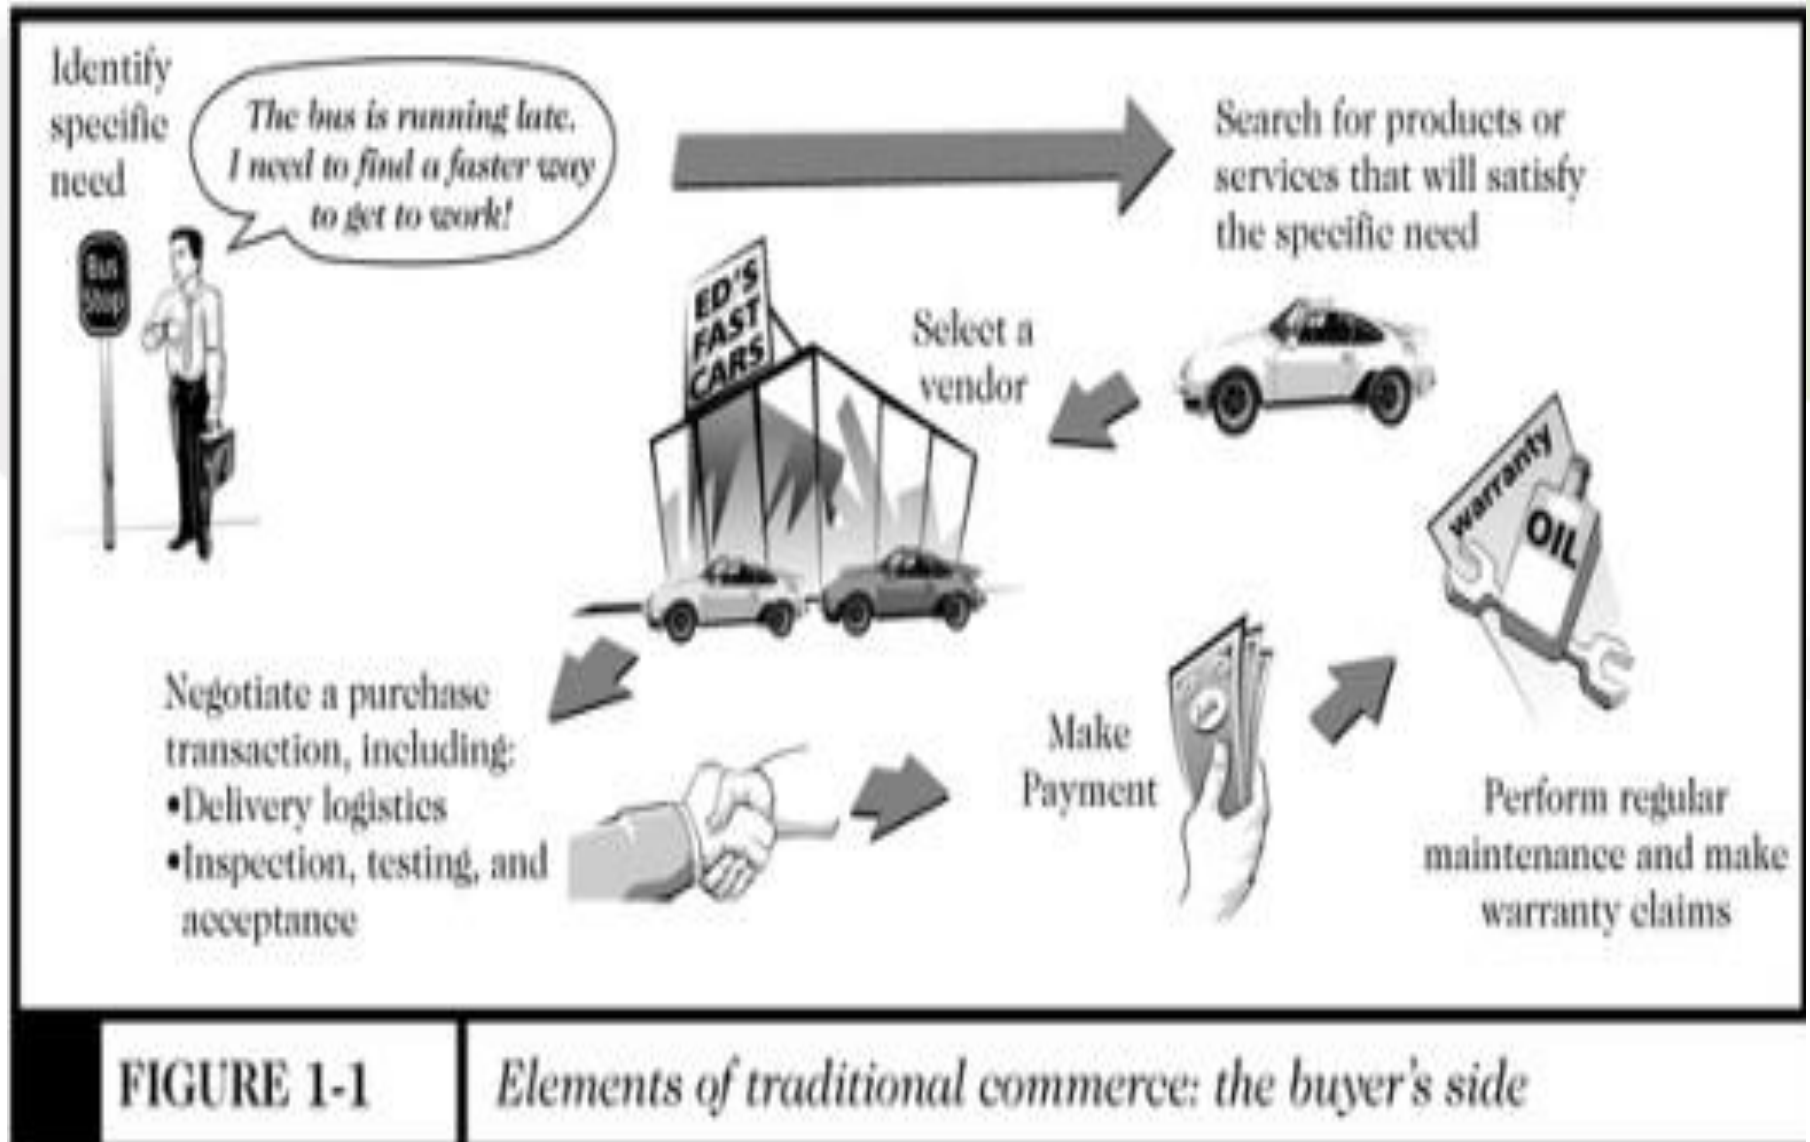 Identify
specific
need
The bus is running late.
I need to find a faster way
to get to work!
Bus
Stop
Search for products or
services that will satisfy
the specific need
ED'S
FAST
CARS
Select a
vendor
Negotiate a purchase
transaction, including:
•Delivery logistics
•Inspection, testing, and
acceptance
Make
Payment
warranty
OIL
Perform regular
maintenance and make
warranty claims
FIGURE 1-1
Elements of traditional commerce: the buyer's side